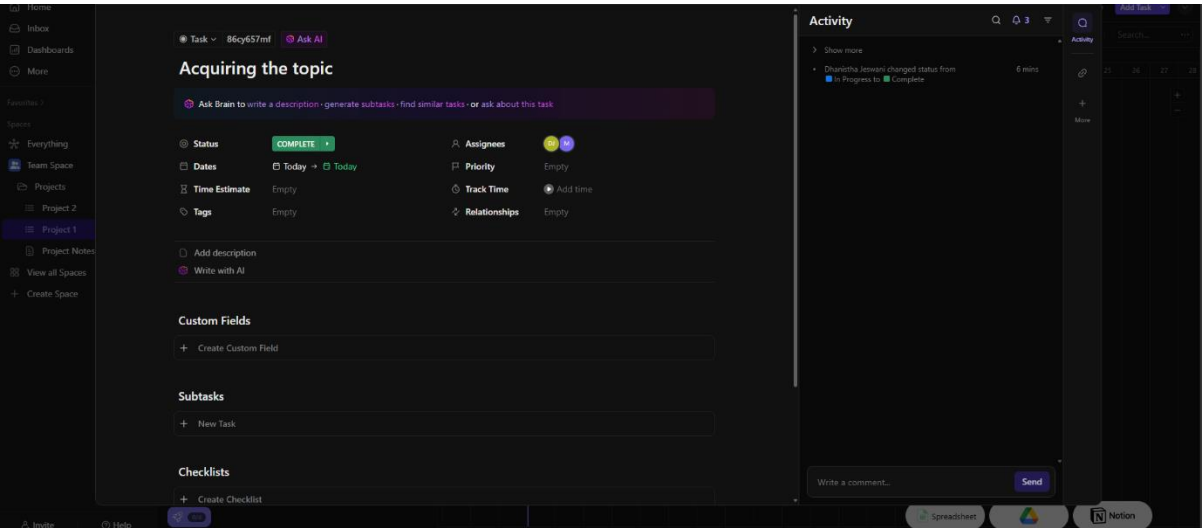 Home
Inbox
Dashboards
More
Favorites
Spaces
Everything
Team Space
Projects
Project 2
Project 1
Project Notes
View all Spaces
Create Space
Invite
Help
Task
86cy657mf
Ask AI
Acquiring the topic
Ask Brain to write a description · generate subtasks · find similar tasks · or ask about this task
Status COMPLETE
Assignees DJ M
Dates Today → Today
Priority Empty
Time Estimate Empty
Track Time Add time
Tags Empty
Relationships Empty
Add description
Write with AI
Custom Fields
+ Create Custom Field
Subtasks
+ New Task
Checklists
+ Create Checklist
Activity
3
Show more
Dhanistha Jeswani changed status from 6 mins
In Progress to Complete
Write a comment...
Send
Activity
More
Add Task
Search...
25 26 27 28
Spreadsheet
Notion